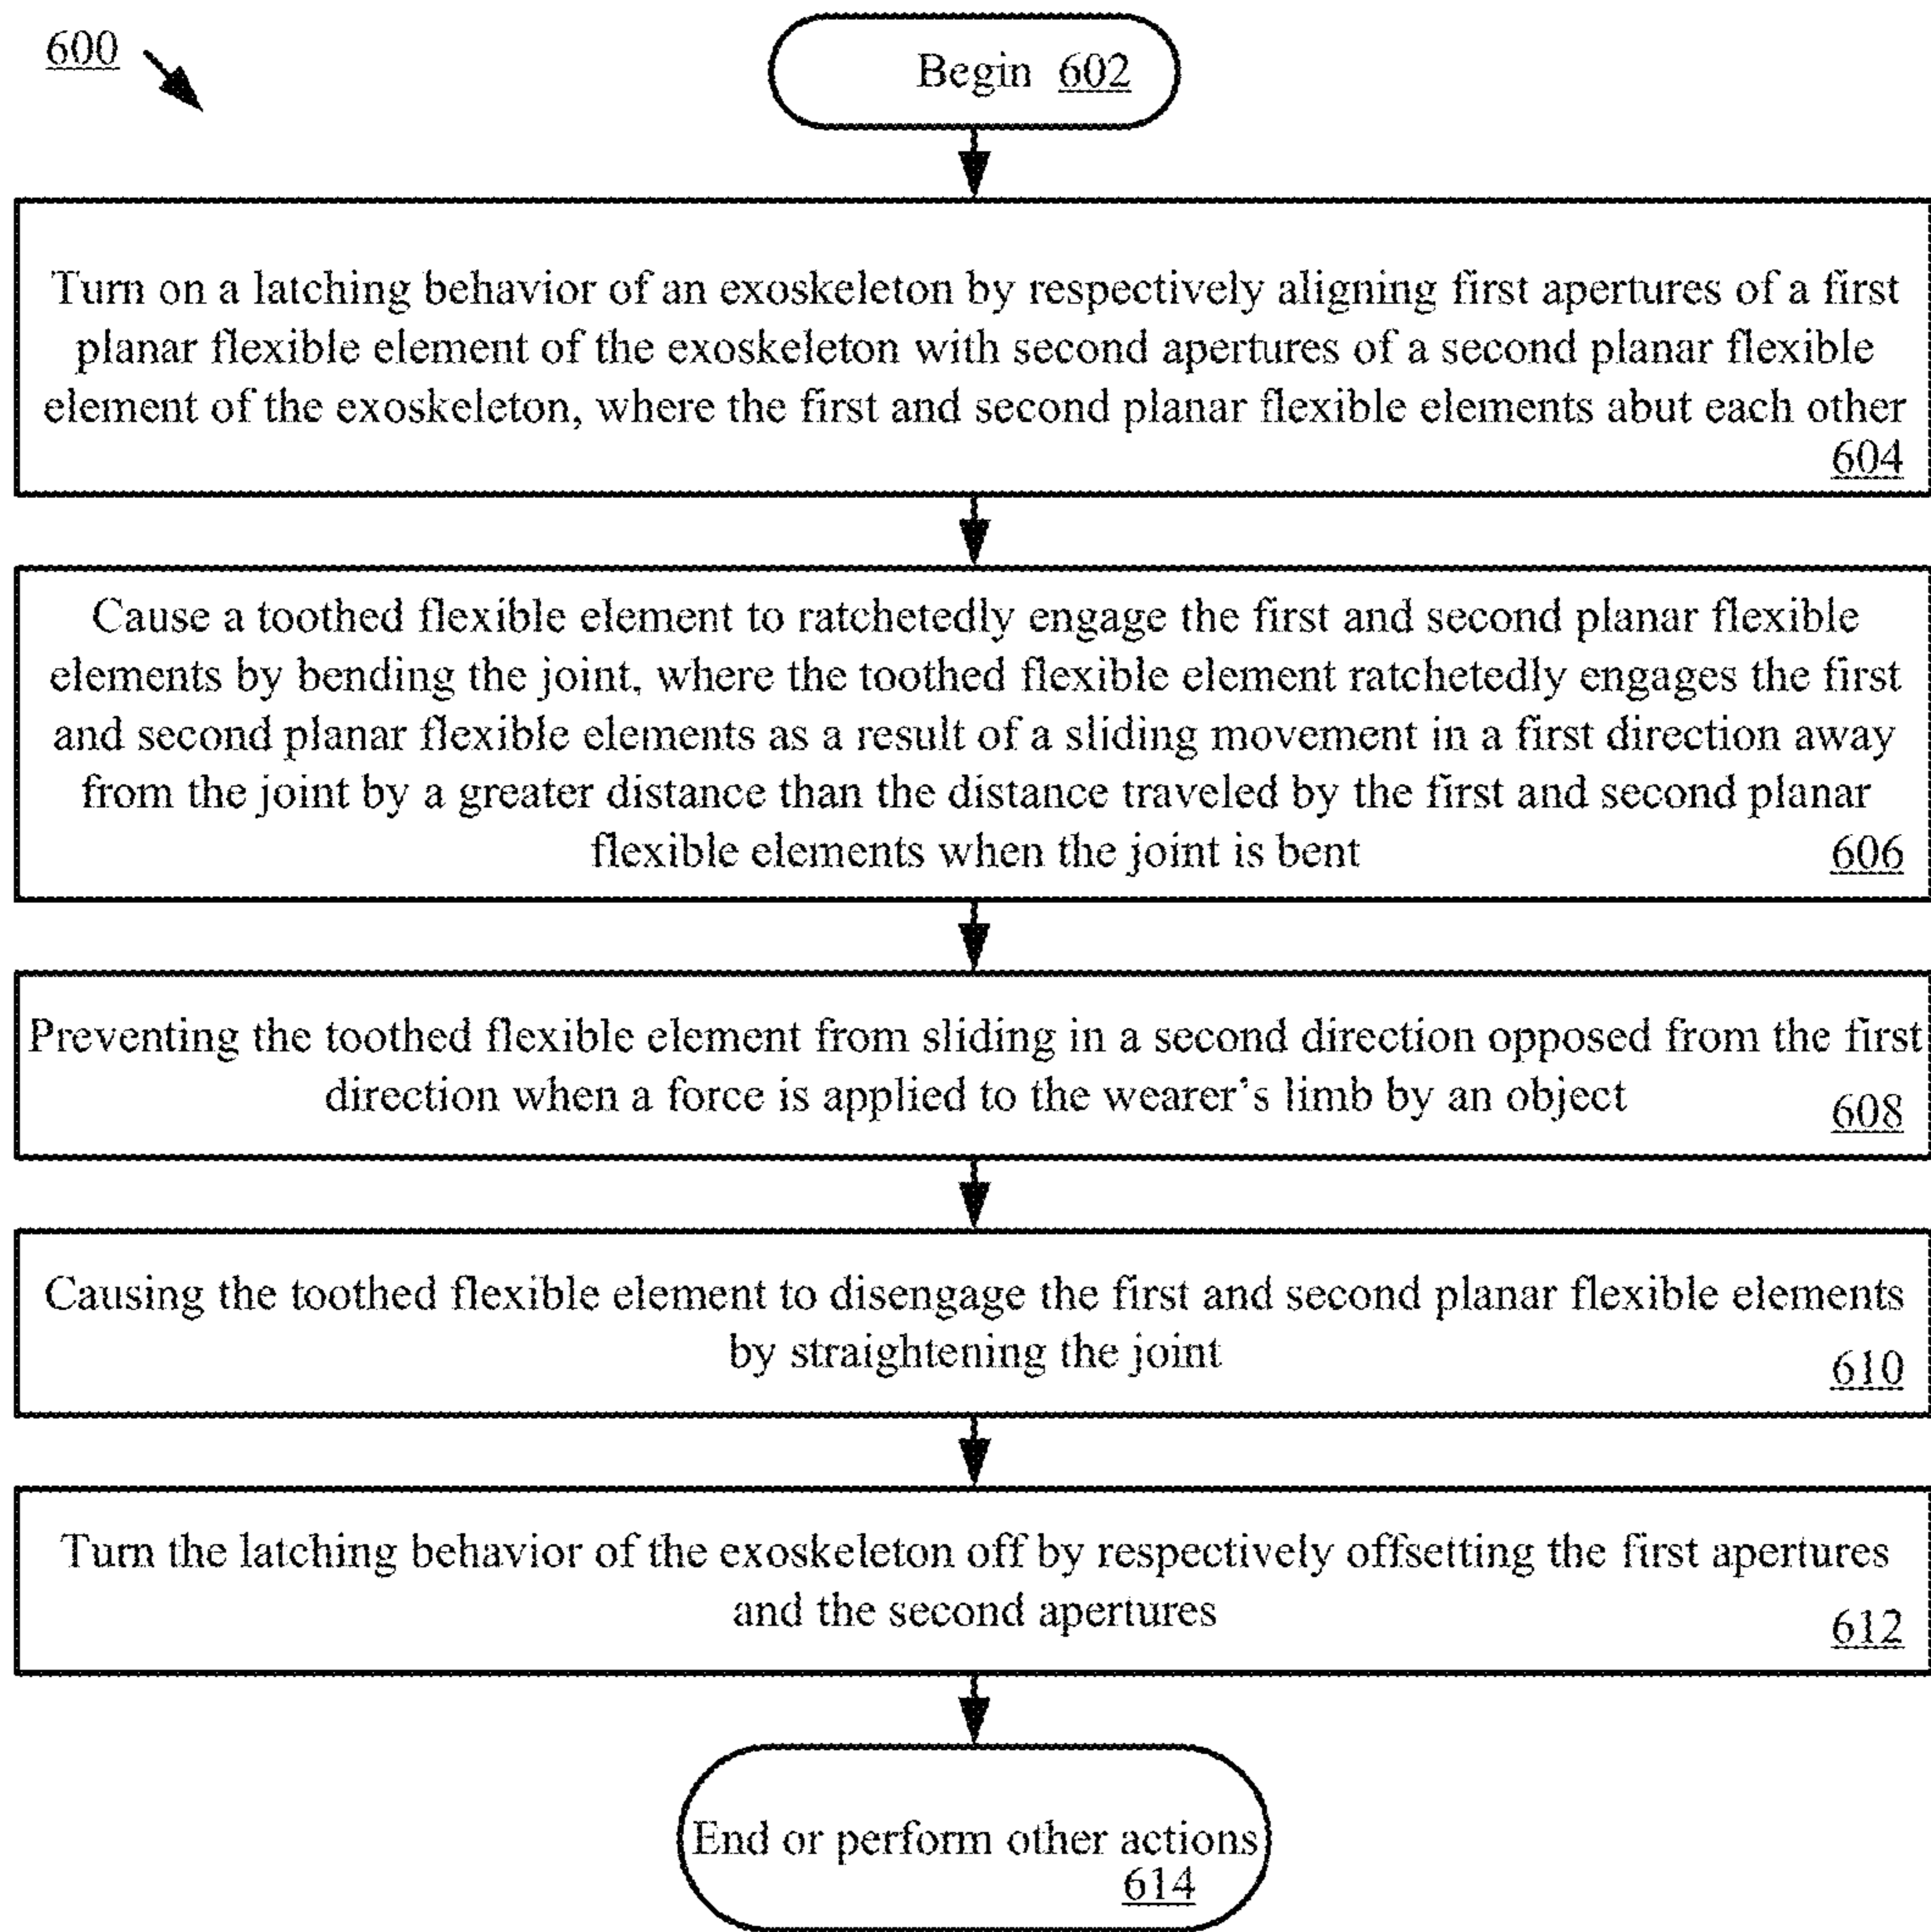 600
Begin 602
Turn on a latching behavior of an exoskeleton by respectively aligning first apertures of a first
planar flexible element of the exoskeleton with second apertures of a second planar flexible
element of the exoskeleton, where the first and second planar flexible elements abut each other
604
Cause a toothed flexible element to ratchetedly engage the first and second planar flexible
elements by bending the joint, where the toothed flexible element ratchetedly engages the first
and second planar flexible elements as a result of a sliding movement in a first direction away
from the joint by a greater distance than the distance traveled by the first and second planar
flexible elements when the joint is bent 606
Preventing the toothed flexible element from sliding in a second direction opposed from the first
direction when a force is applied to the wearer's limb by an object 608
Causing the toothed flexible element to disengage the first and second planar flexible elements
by straightening the joint 610
Turn the latching behavior of the exoskeleton off by respectively offsetting the first apertures
and the second apertures 612
End or perform other actions
614